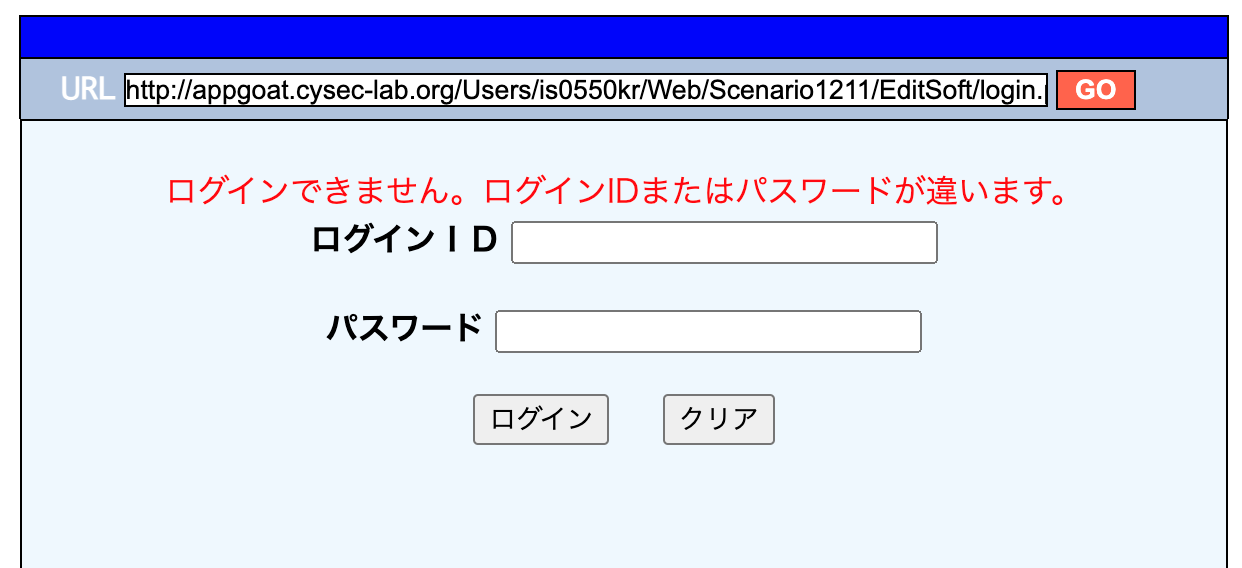 URL http://appgoat.cysec-lab.org/Users/is0550kr/Web/Scenario1211/EditSoft/login. GO
ログインできません。ログインIDまたはパスワードが違います。
ログインＩＤ
パスワード
ログイン クリア